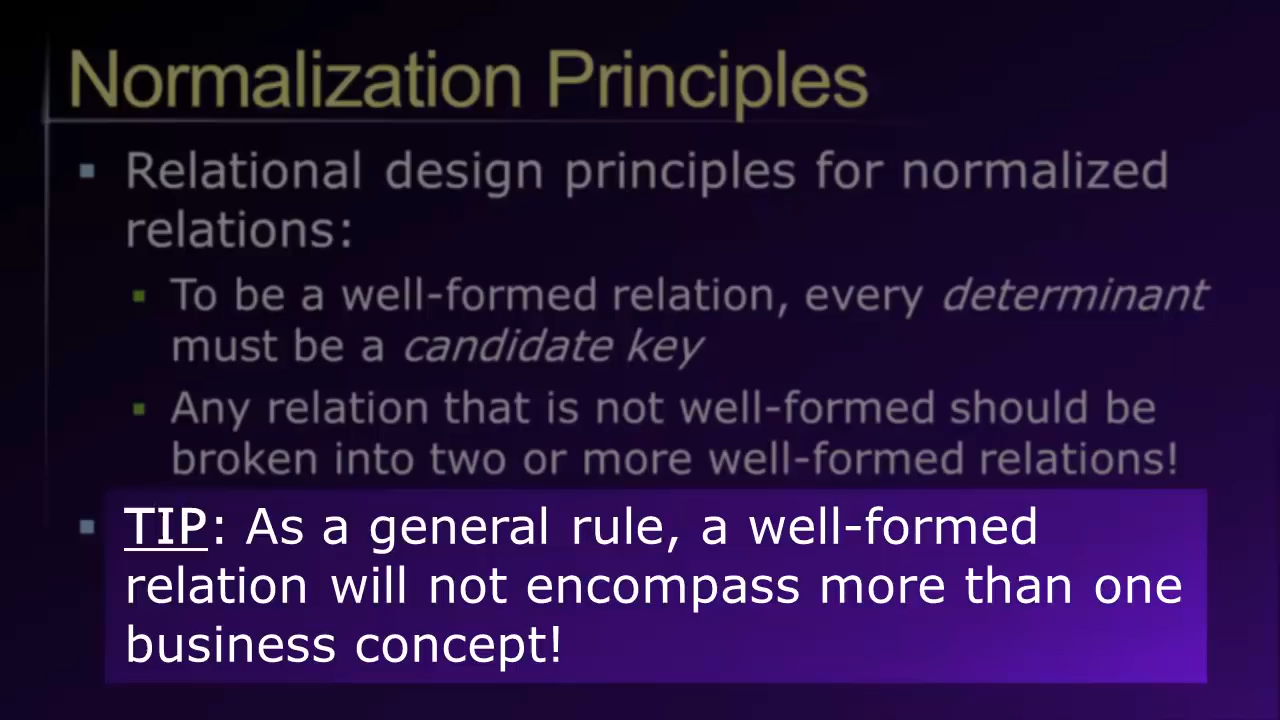 Normalization Principles
Relational design principles for normalized
relations:
To be a well-formed relation, every determinant
must be a candidate key
Any relation that is not well-formed should be
broken into two or more well-formed relations!
TIP: As a general rule, a well-formed
relation will not encompass more than one
business concept!